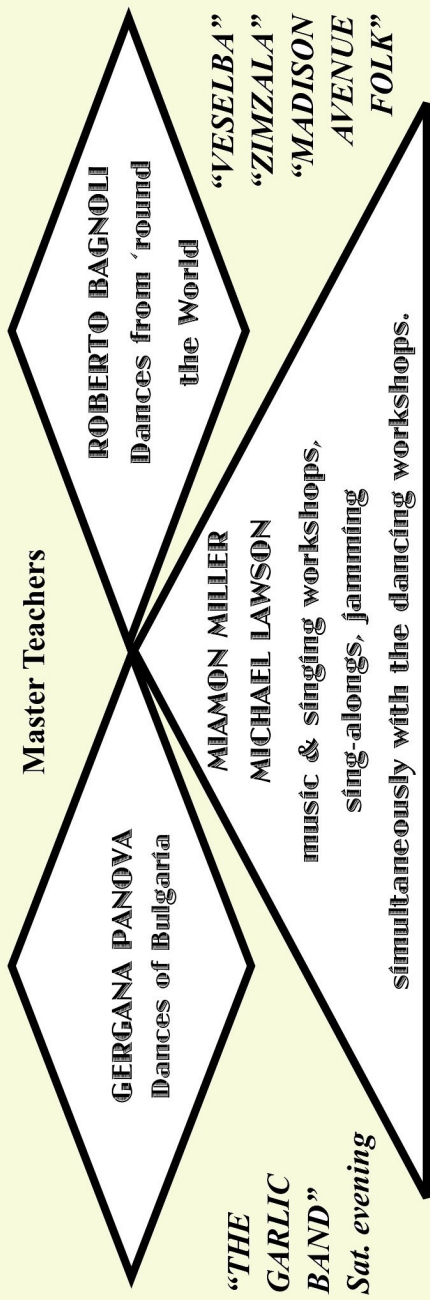 Master Teachers
GERGANA PANOVA
Dances of Bulgaria
ROBERTO BAGNOLI
Dances from ‘round
the World
MIAMON MILLER
MICHAEL LAWSON
music & singing workshops,
sing-alongs, jamming
simultaneously with the dancing workshops.
“THE
GARLIC
BAND”
Sat. evening
“VESELBA”
“ZIMZALA”
“MADISON
AVENUE
FOLK”